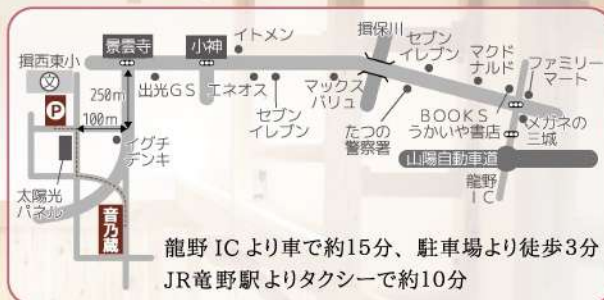 揖西東小
文
P
景雲寺
小神
イトメン
揖保川
セブン
イレブン
マクド
ナルド
ファミリー
マート
250m
100m
出光GS
エネオス
セブン
イレブン
マックス
バリュ
たつの
警察署
BOOKS
うかいや書店
メガネの
三城
イグチ
デンキ
山陽自動車道
龍野
IC
太陽光
パネル
音乃蔵
龍野 IC より車で約15分、駐車場より徒歩3分
JR竜野駅よりタクシーで約10分